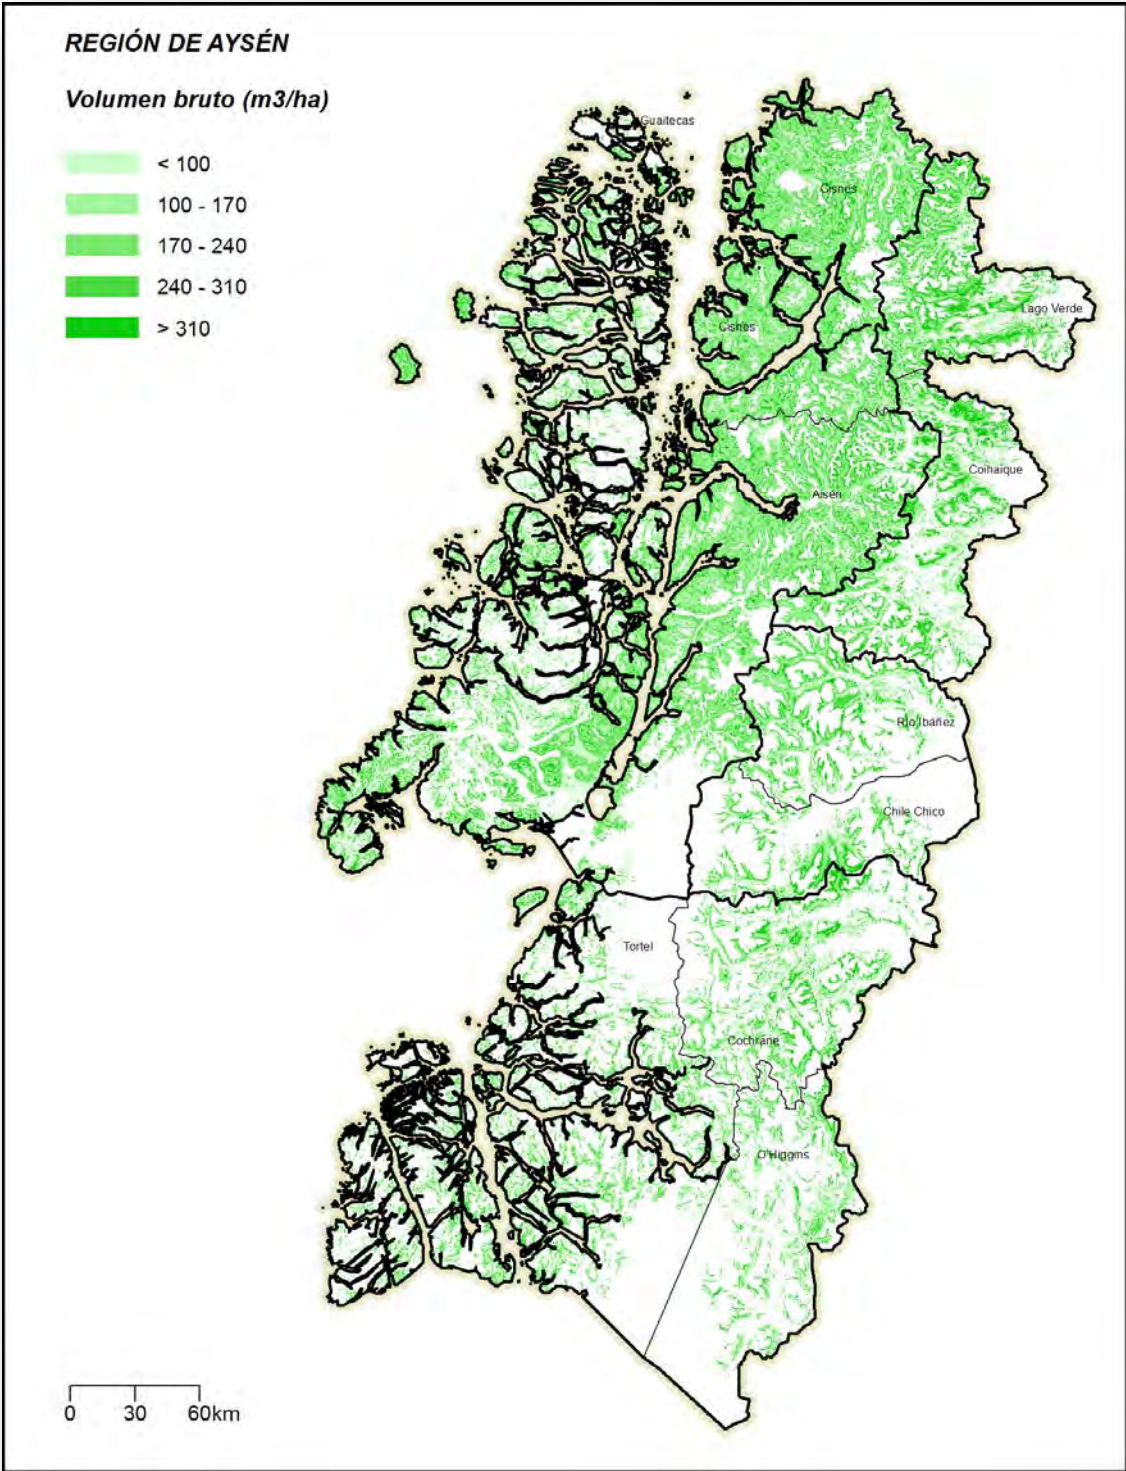 REGIÓN DE AYSÉN
Volumen bruto (m3/ha)
< 100
100 - 170
170 - 240
240 - 310
> 310
Guaitecas
Cisnes
Lago Verde
Cisnes
Coihaique
Aisén
Río Ibáñez
Chile Chico
Tortel
Cochrane
O'Higgins
0 30 60km